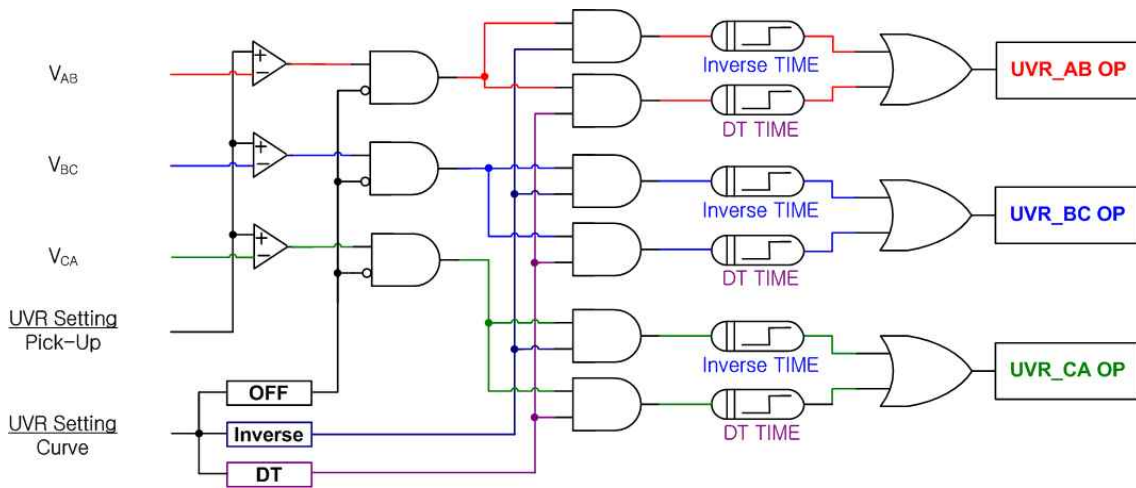 V_AB
+
−
Inverse TIME
UVR_AB OP
DT TIME
V_BC
+
−
Inverse TIME
UVR_BC OP
DT TIME
V_CA
+
−
UVR Setting
Pick-Up
Inverse TIME
UVR_CA OP
OFF
UVR Setting
Curve
Inverse
DT TIME
DT